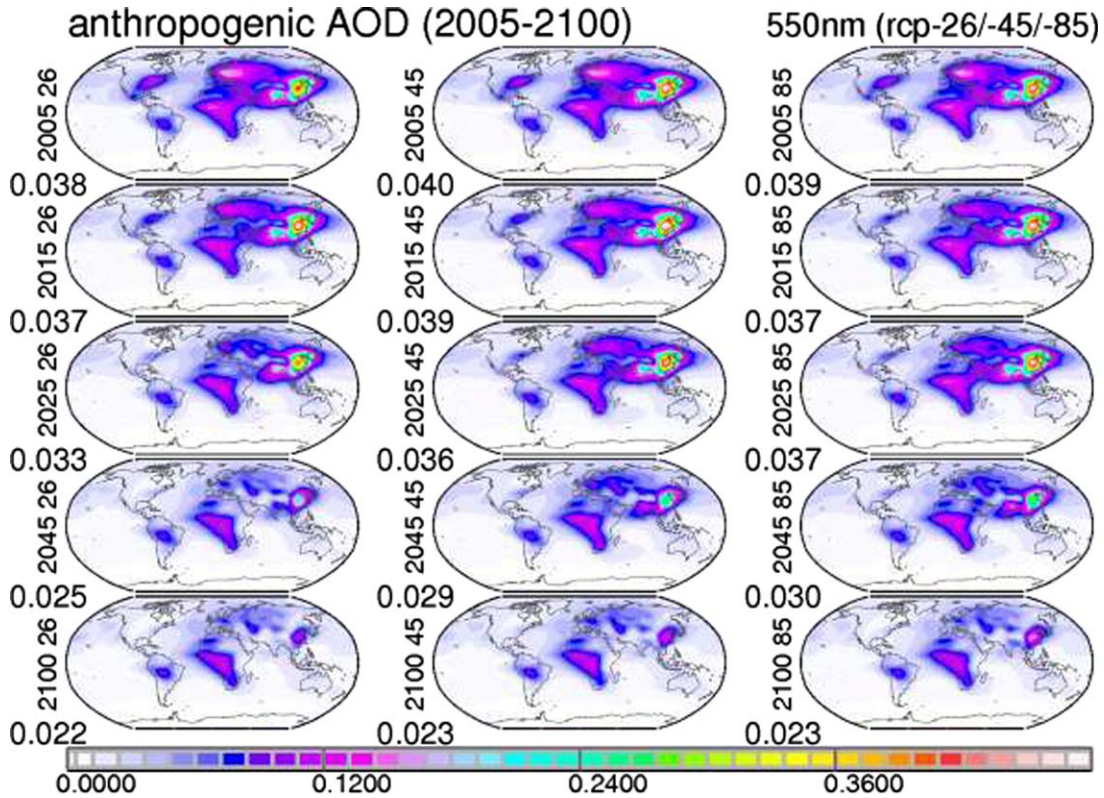 anthropogenic AOD (2005-2100) 550nm (rcp-26/-45/-85)
2005 26 2005 45 2005 85
0.038 0.040 0.039
2015 26 2015 45 2015 85
0.037 0.039 0.037
2025 26 2025 45 2025 85
0.033 0.036 0.037
2045 26 2045 45 2045 85
0.025 0.029 0.030
2100 26 2100 45 2100 85
0.022 0.023 0.023
0.0000 0.1200 0.2400 0.3600